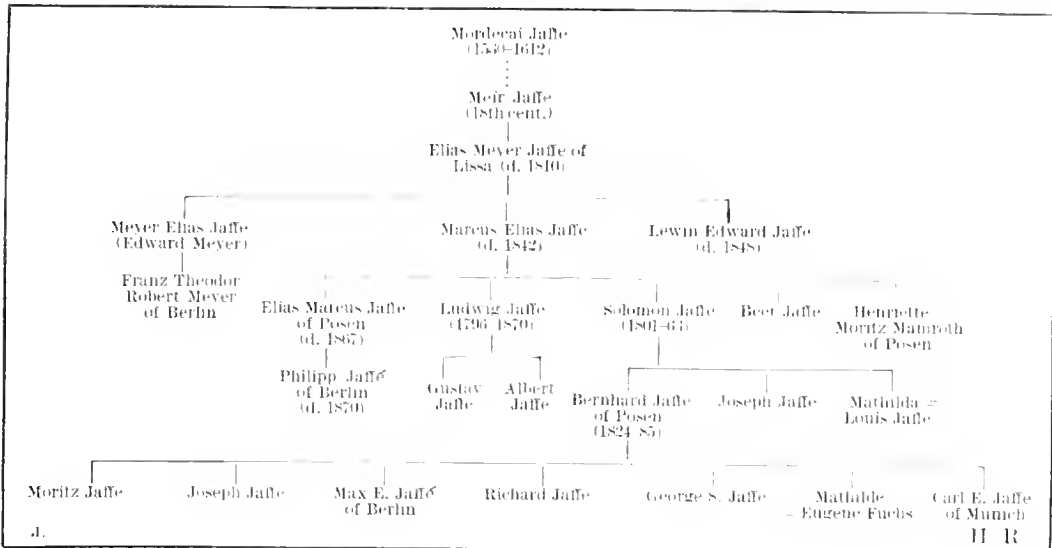 Mordecai Jaffe
(1530–1612)
Meïr Jaffe
(18th cent.)
Elias Meyer Jaffe of
Lissa (d. 1840)
Meyer Elias Jaffe
(Edward Meyer)
Marcus Elias Jaffe
(d. 1842)
Lewin Edward Jaffe
(d. 1848)
Franz Theodor
Robert Meyer
of Berlin
Elias Marcus Jaffe
of Posen
(d. 1867)
Ludwig Jaffe
(1796–1870)
Solomon Jaffe
Beer Jaffe
Henriette
Moritz Mamroth
of Posen
Philipp Jaffé
of Berlin
(d. 1870)
Gustav
Jaffe
Albert
Jaffe
Bernhard Jaffe
of Posen
(1824–85)
Joseph Jaffe
Mathilda =
Louis Jaffe
Moritz Jaffe
Joseph Jaffe
Max E. Jaffé
of Berlin
Richard Jaffe
George S. Jaffe
Mathilde
= Eugene Fuchs
Carl E. Jaffe
of Munich
J.
H R